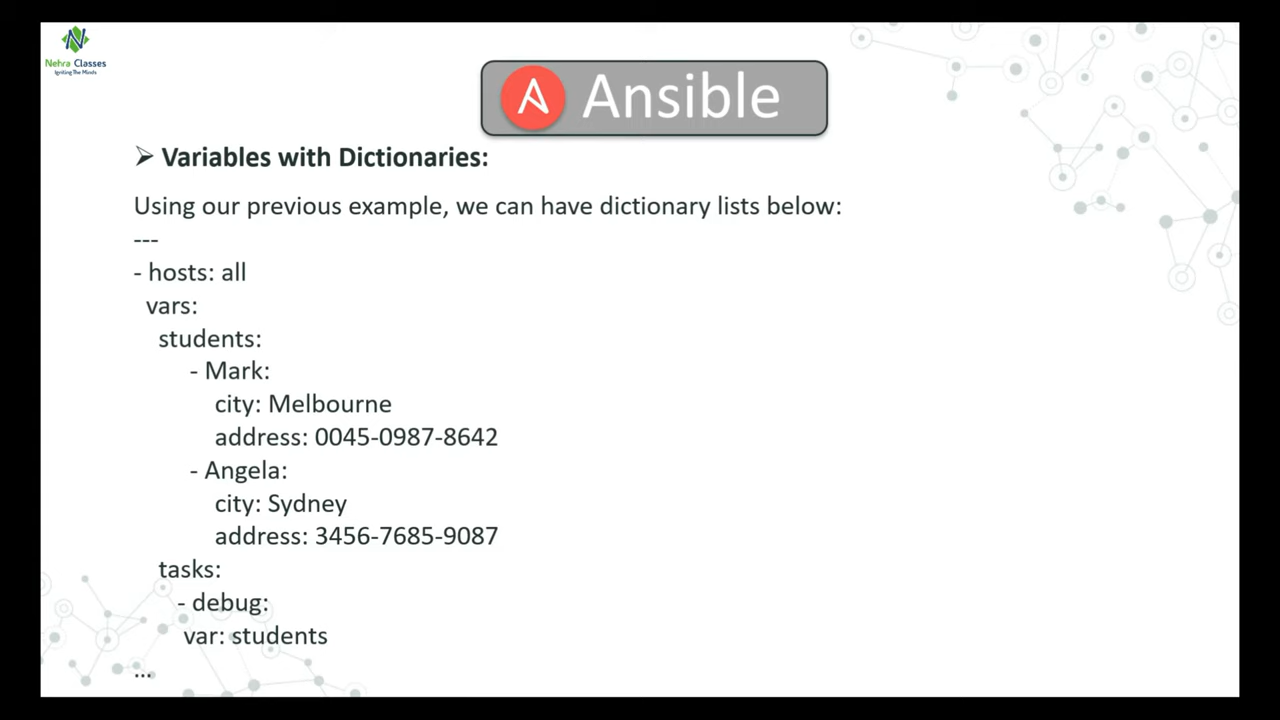 Nehra Classes
Igniting The Minds
Ansible
Variables with Dictionaries:
Using our previous example, we can have dictionary lists below:
---
- hosts: all
vars:
students:
- Mark:
city: Melbourne
address: 0045-0987-8642
- Angela:
city: Sydney
address: 3456-7685-9087
tasks:
- debug:
var: students
...